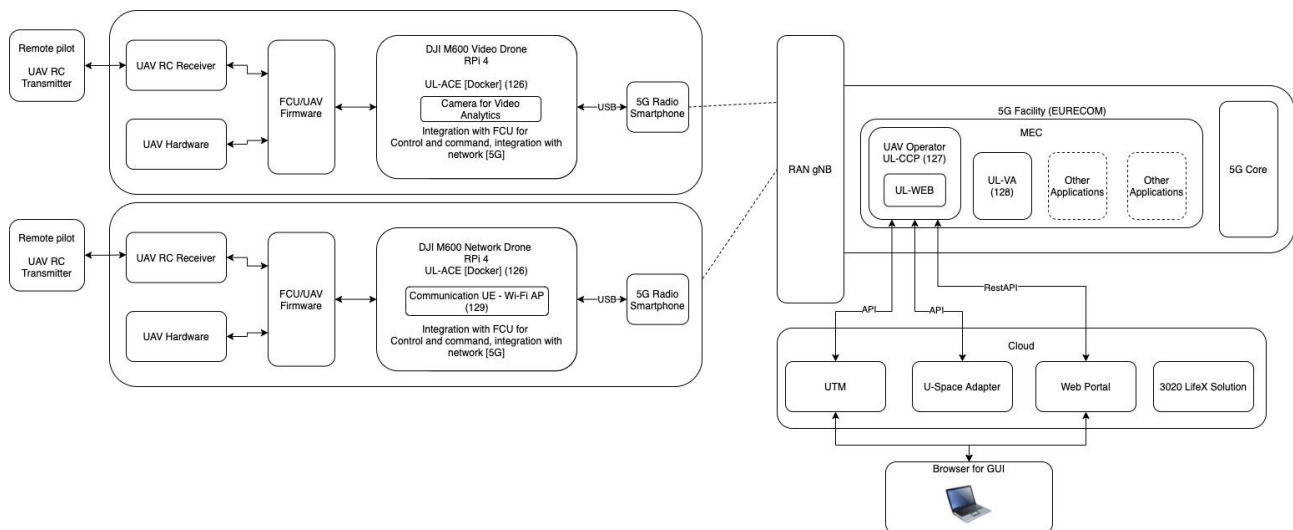 Remote pilot
UAV RC
Transmitter
UAV RC Receiver
UAV Hardware
FCU/UAV
Firmware
DJI M600 Video Drone
RPi 4
UL-ACE [Docker] (126)
Camera for Video
Analytics
Integration with FCU for
Control and command, integration with
network [5G]
USB
5G Radio
Smartphone
Remote pilot
UAV RC
Transmitter
UAV RC Receiver
UAV Hardware
FCU/UAV
Firmware
DJI M600 Network Drone
RPi 4
UL-ACE [Docker] (126)
Communication UE - Wi-Fi AP
(129)
Integration with FCU for
Control and command, integration with
network [5G]
USB
5G Radio
Smartphone
RAN gNB
5G Facility (EURECOM)
MEC
UAV Operator
UL-CCP (127)
UL-WEB
UL-VA
(128)
Other
Applications
Other
Applications
5G Core
API
API
RestAPI
Cloud
UTM
U-Space Adapter
Web Portal
3020 LifeX Solution
Browser for GUI